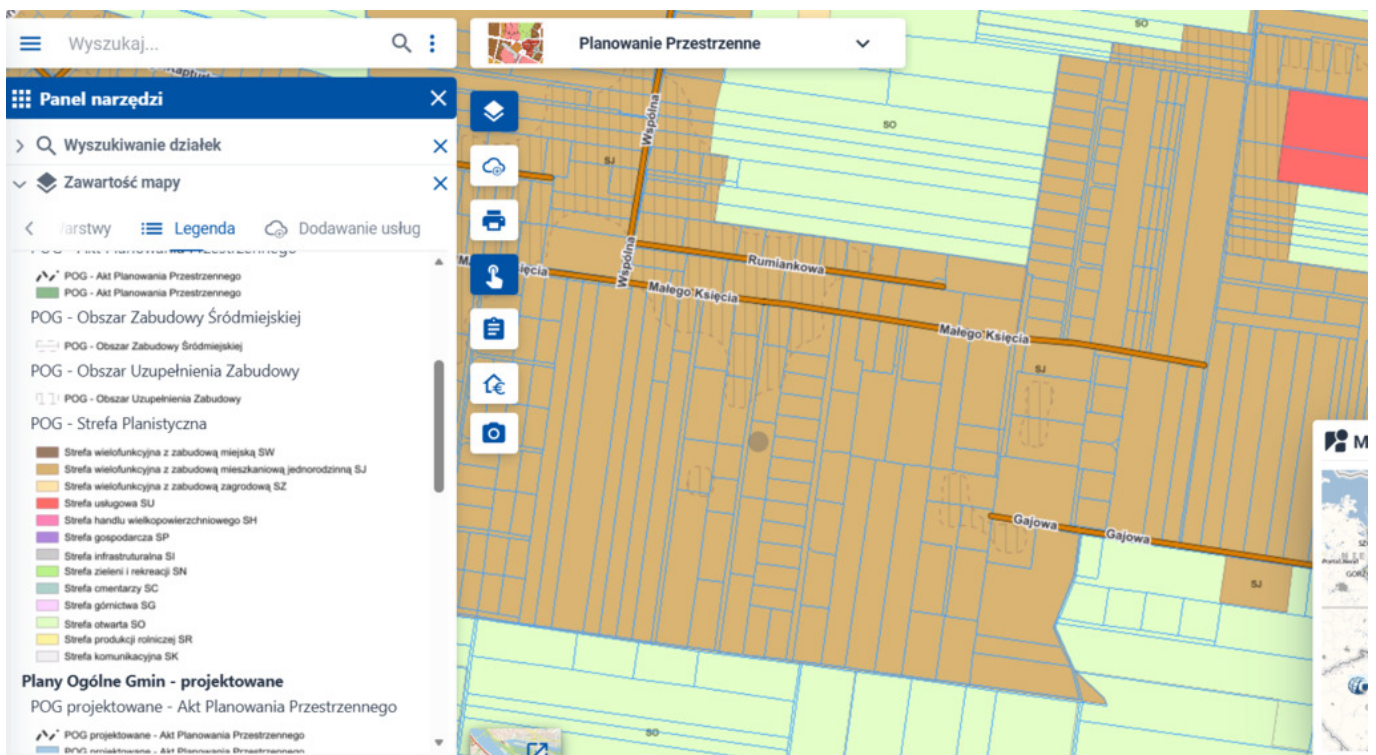 Wyszukaj...
Planowanie Przestrzenne
Panel narzędzi
Wyszukiwanie działek
Zawartość mapy
Legenda
Dodawanie usług
POG - Akt Planowania Przestrzennego
POG - Akt Planowania Przestrzennego
POG - Obszar Zabudowy Śródmiejskiej
POG - Obszar Zabudowy Śródmiejskiej
POG - Obszar Uzupełnienia Zabudowy
POG - Obszar Uzupełnienia Zabudowy
POG - Strefa Planistyczna
Strefa wielofunkcyjna z zabudową miejską SW
Strefa wielofunkcyjna z zabudową mieszkaniową jednorodzinną SJ
Strefa wielofunkcyjna z zabudową zagrodową SZ
Strefa usługowa SU
Strefa handlu wielkopowierzchniowego SH
Strefa gospodarcza SP
Strefa infrastruturalna SI
Strefa zieleni i rekreacji SN
Strefa cmentarzy SC
Strefa górnictwa SG
Strefa otwarta SO
Strefa produkcji rolniczej SR
Strefa komunikacyjna SK
Plany Ogólne Gmin - projektowane
POG projektowane - Akt Planowania Przestrzennego
POG projektowane - Akt Planowania Przestrzennego
POG projektowane - Akt Planowania Przestrzennego
SO
SO
Wspólna
SJ
Wspólna
Rumiankowa
Małego Księcia
Małego Księcia
SJ
Gajowa
Gajowa
SJ
SO